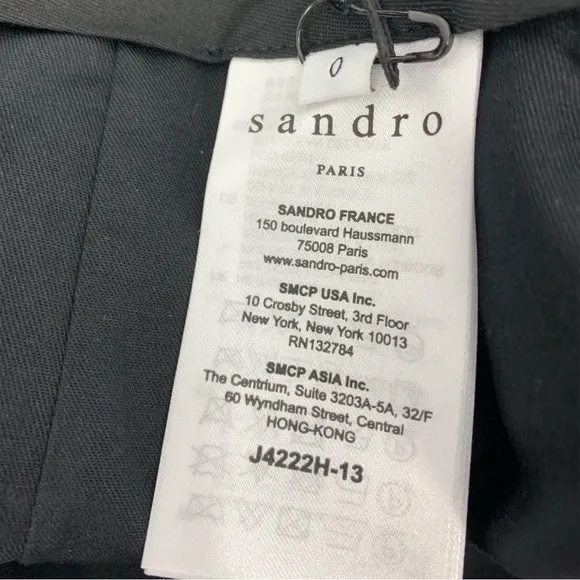 0
sandro
PARIS
SANDRO FRANCE
150 boulevard Haussmann
75008 Paris
www.sandro-paris.com
SMCP USA Inc.
10 Crosby Street, 3rd Floor
New York, New York 10013
RN132784
SMCP ASIA Inc.
The Centrium, Suite 3203A-5A, 32/F
60 Wyndham Street, Central
HONG-KONG
J4222H-13